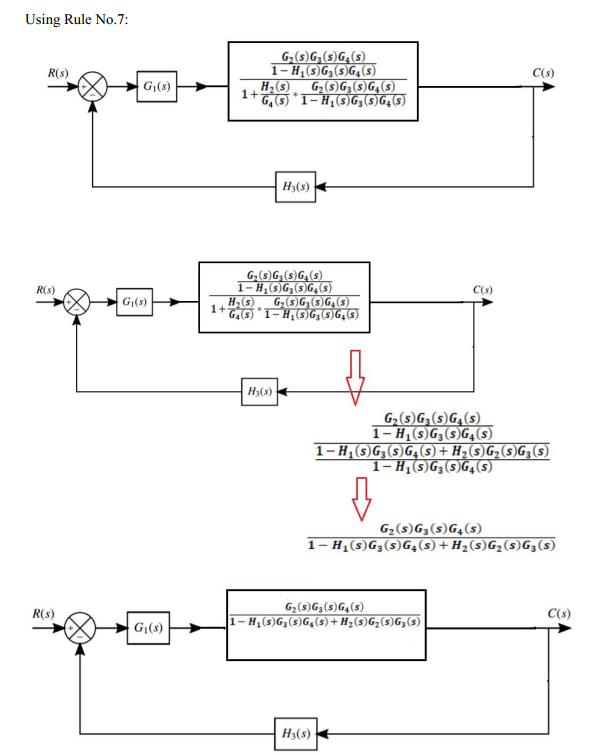 Using Rule No.7:
G₂(s)G₃(s)G₄(s)
R(s) 1 − H₁(s)G₃(s)G₄(s) C(s)
G₁(s) 1 + H₂(s)/G₄(s) * G₂(s)G₃(s)G₄(s)/1 − H₁(s)G₃(s)G₄(s)
+
−
H₃(s)
G₂(s)G₃(s)G₄(s)
R(s) 1 − H₁(s)G₃(s)G₄(s) C(s)
G₁(s) 1 + H₂(s)/G₄(s) * G₂(s)G₃(s)G₄(s)/1 − H₁(s)G₃(s)G₄(s)
+
−
H₃(s)
G₂(s)G₃(s)G₄(s)
1 − H₁(s)G₃(s)G₄(s)
1 − H₁(s)G₃(s)G₄(s) + H₂(s)G₂(s)G₃(s)
1 − H₁(s)G₃(s)G₄(s)
G₂(s)G₃(s)G₄(s)
1 − H₁(s)G₃(s)G₄(s) + H₂(s)G₂(s)G₃(s)
R(s) G₂(s)G₃(s)G₄(s) C(s)
G₁(s) 1 − H₁(s)G₃(s)G₄(s) + H₂(s)G₂(s)G₃(s)
+
−
H₃(s)